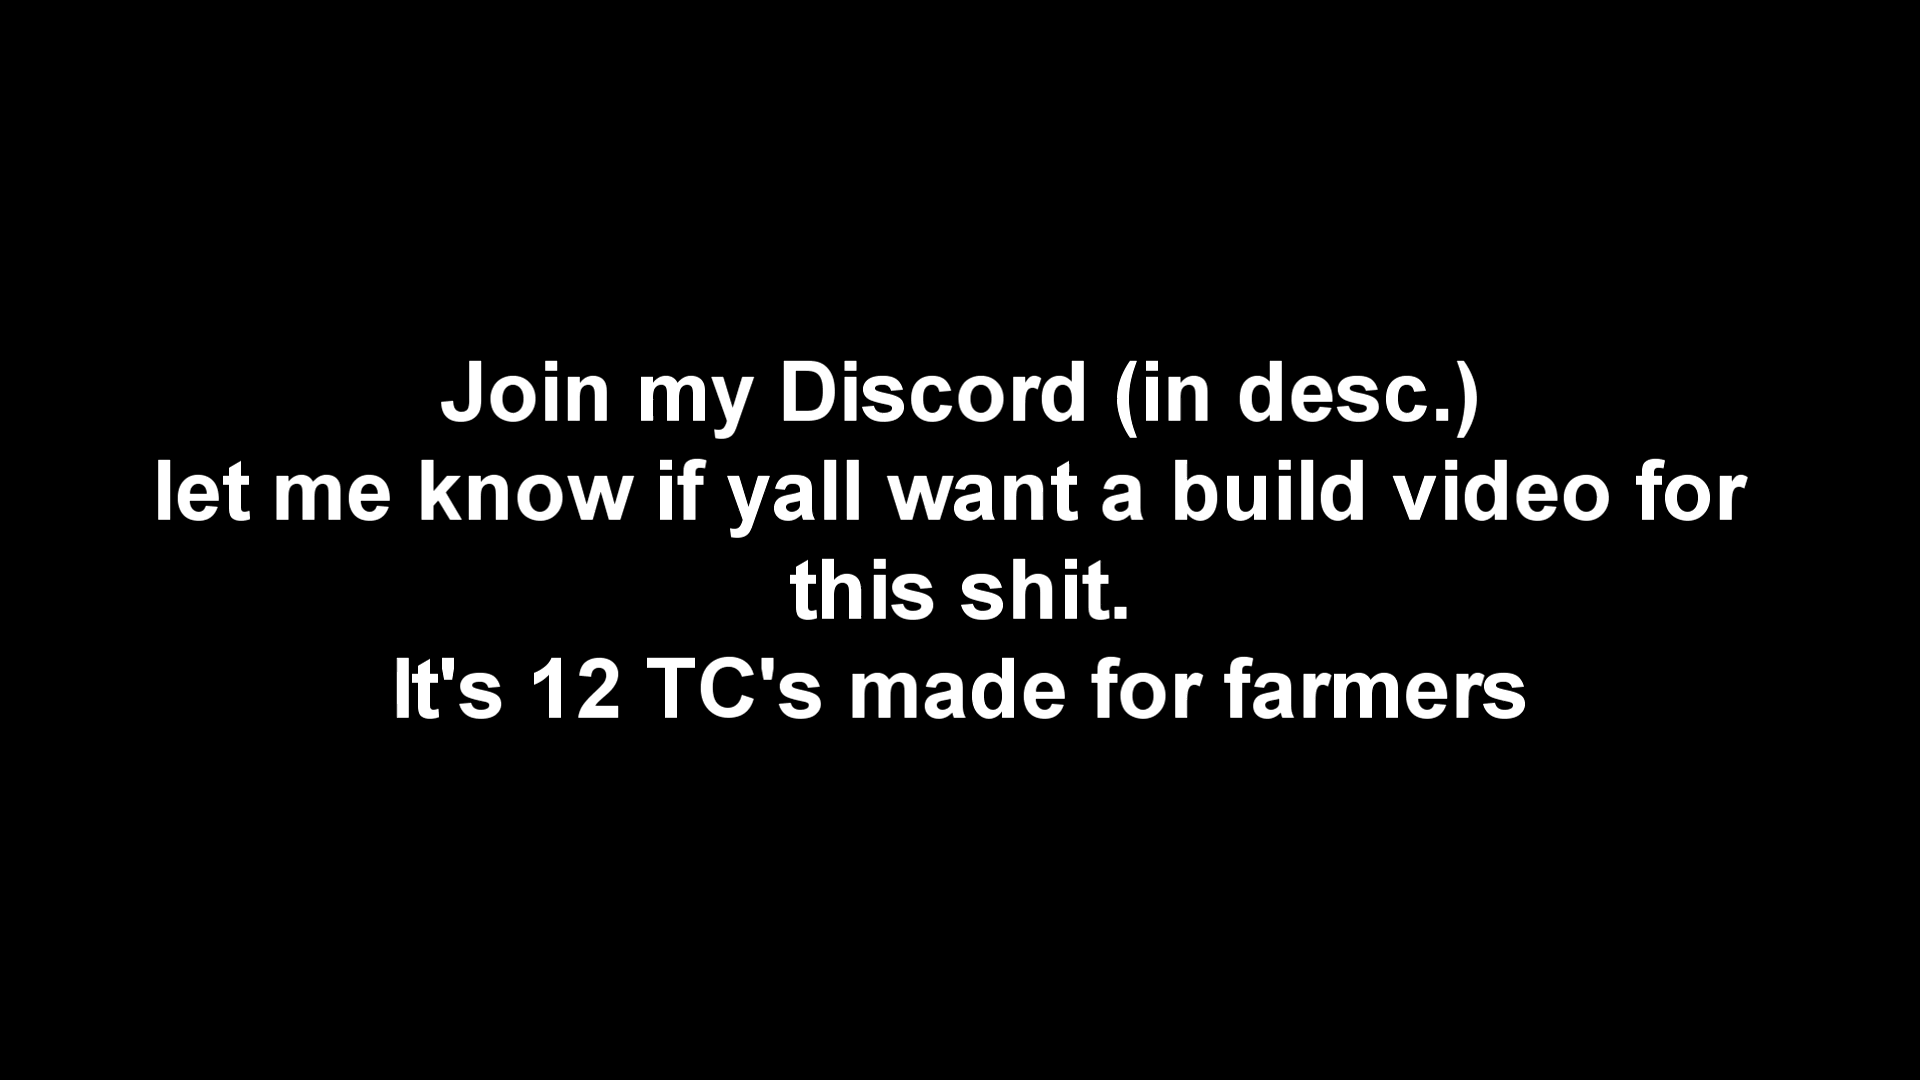 Join my Discord (in desc.)
let me know if yall want a build video for
this shit.
It's 12 TC's made for farmers